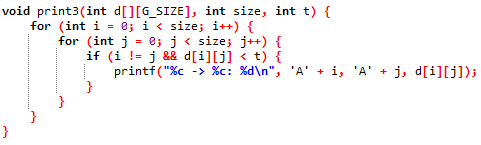 void print3(int d[][G_SIZE], int size, int t) {
    for (int i = 0; i < size; i++) {
        for (int j = 0; j < size; j++) {
            if (i != j && d[i][j] < t) {
                printf("%c -> %c: %d\n", 'A' + i, 'A' + j, d[i][j]);
            }
        }
    }
}